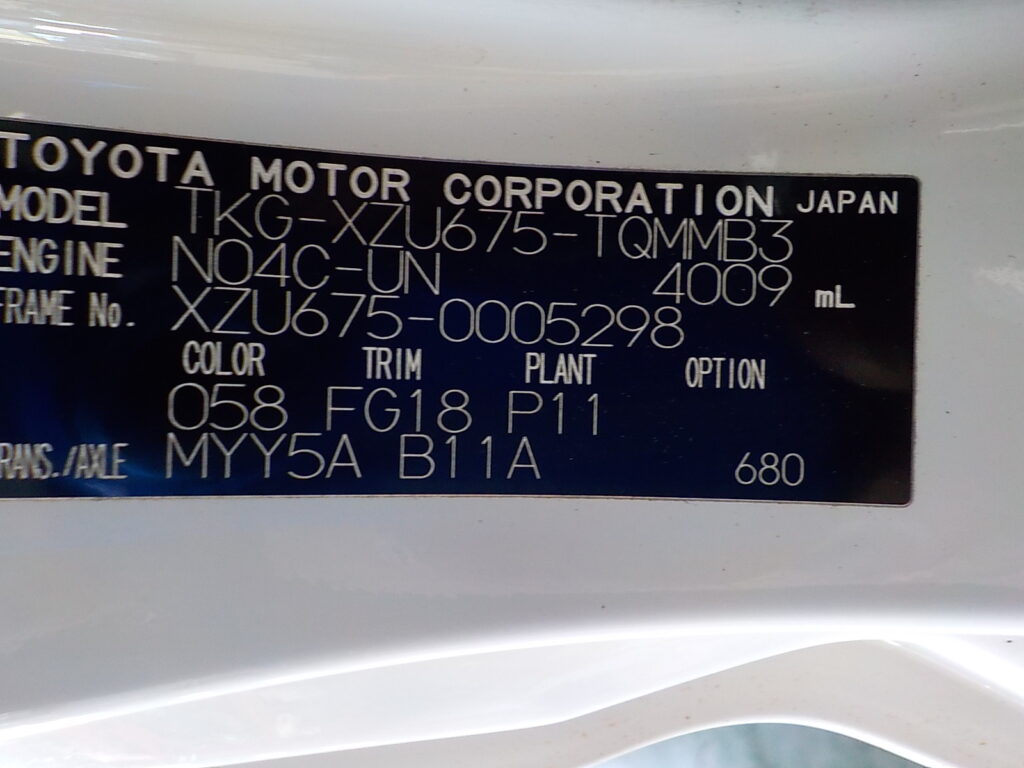 TOYOTA MOTOR CORPORATION JAPAN
MODEL TKG-XZU675-TQMMB3
ENGINE N04C-UN 4009 mL
FRAME No. XZU675-0005298
COLOR TRIM PLANT OPTION
058 FG18 P11
RANS./AXLE MYY5A B11A 680